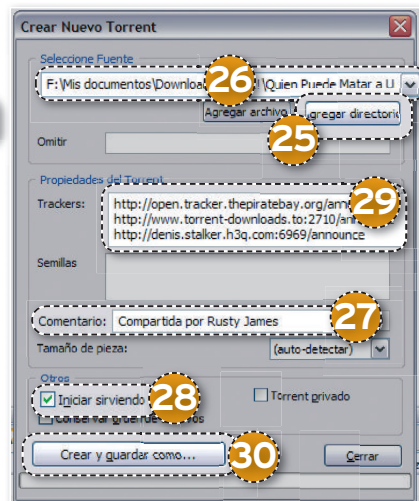 Crear Nuevo Torrent
Seleccione Fuente
F:\Mis documentos\Downloa 26 \Quien Puede Matar a U
Agregar archivo gregar directorio
25
Omitir
Propiedades del Torrent
Trackers:
http://open.tracker.thepiratebay.org/ann 29
http://www.torrent-downloads.to:2710/ann
http://denis.stalker.h3q.com:6969/announce
Semillas
Comentario: Compartida por Rusty James 27
Tamaño de pieza: (auto-detectar)
Otros
Iniciar sirviendo 28 Torrent privado
Crear y guardar como... 30 Cerrar